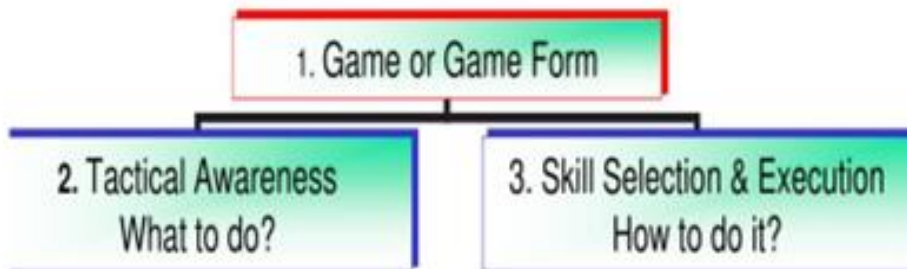 1. Game or Game Form
2. Tactical Awareness
What to do?
3. Skill Selection & Execution
How to do it?